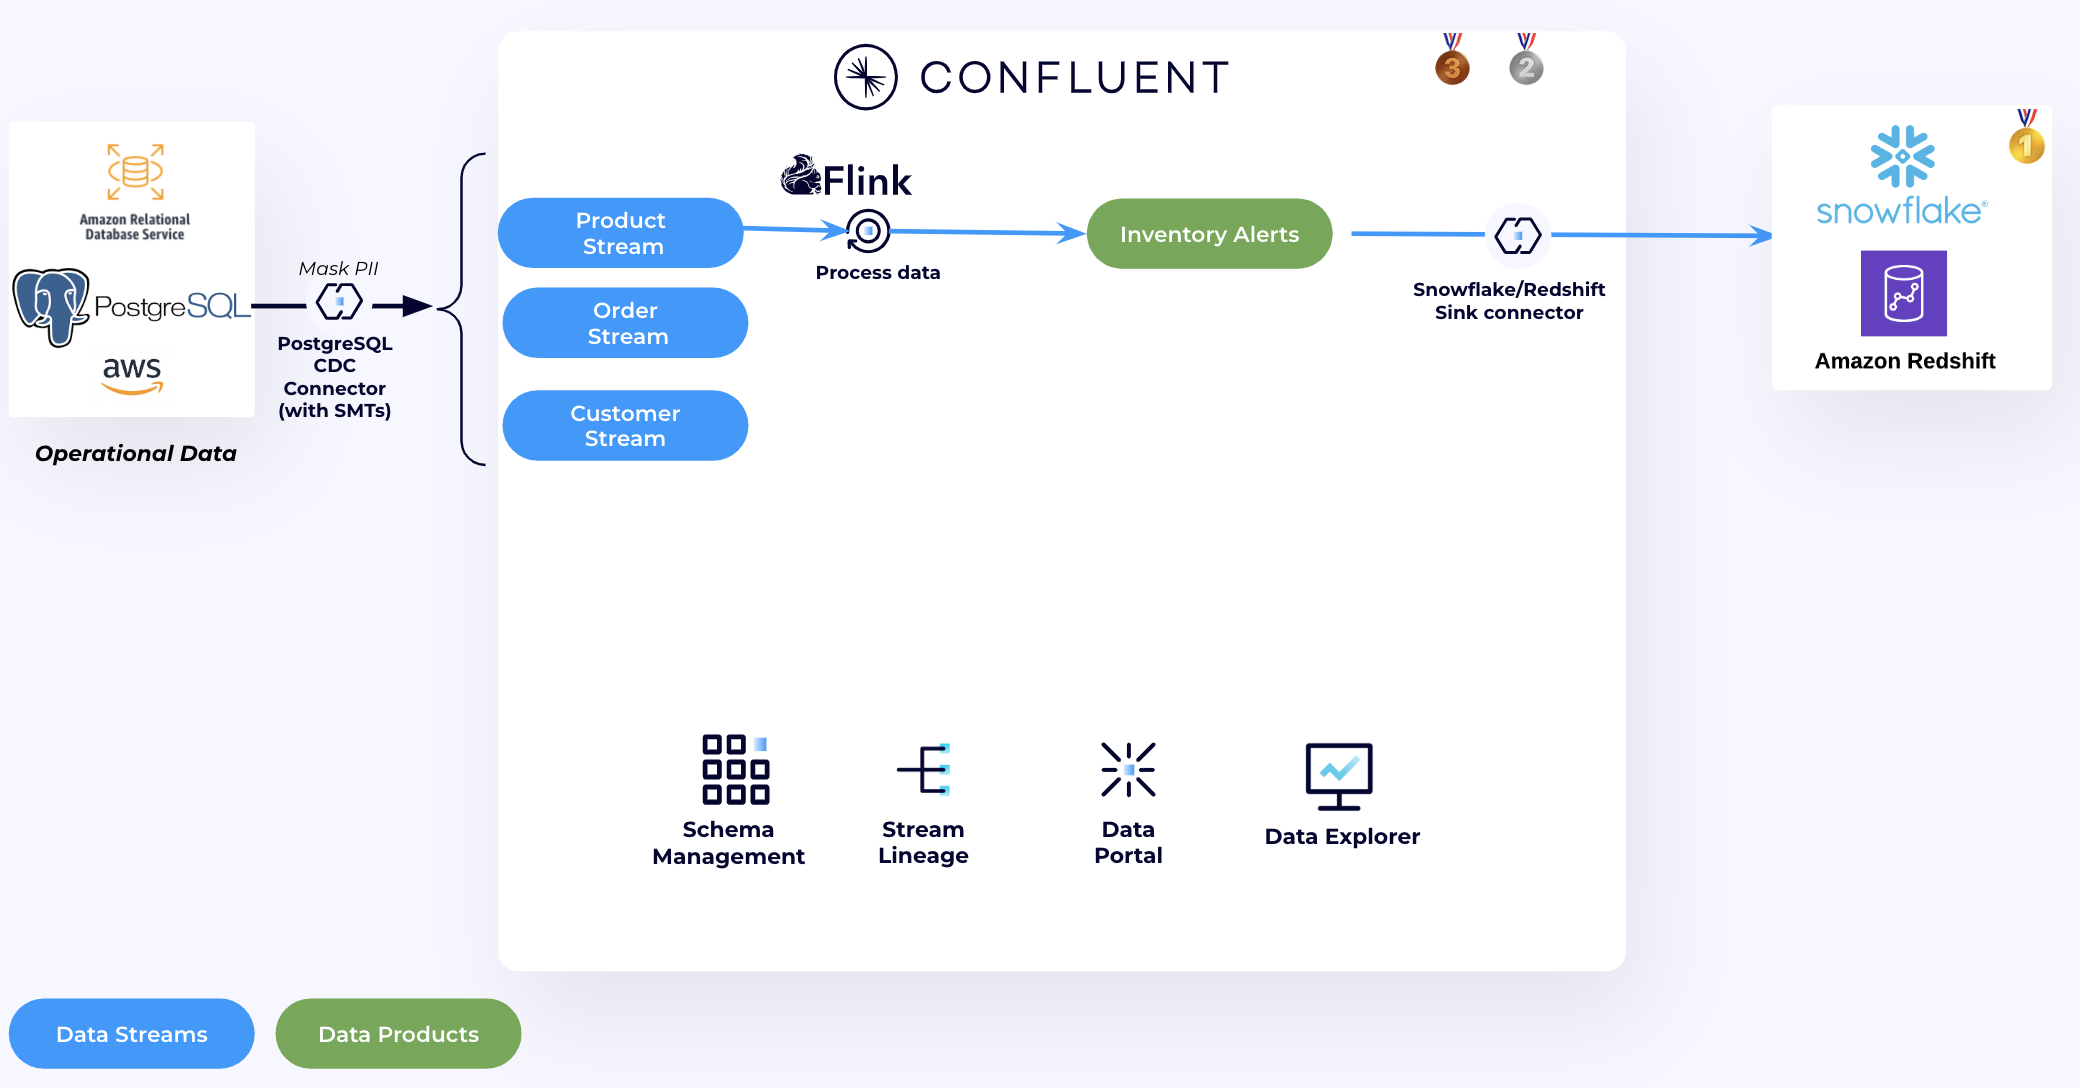 CONFLUENT
3
2
1
Amazon Relational
Database Service
PostgreSQL
aws
Operational Data
Mask PII
PostgreSQL
CDC
Connector
(with SMTs)
Product
Stream
Order
Stream
Customer
Stream
Flink
Process data
Inventory Alerts
Snowflake/Redshift
Sink connector
snowflake®
Amazon Redshift
Schema
Management
Stream
Lineage
Data
Portal
Data Explorer
Data Streams
Data Products